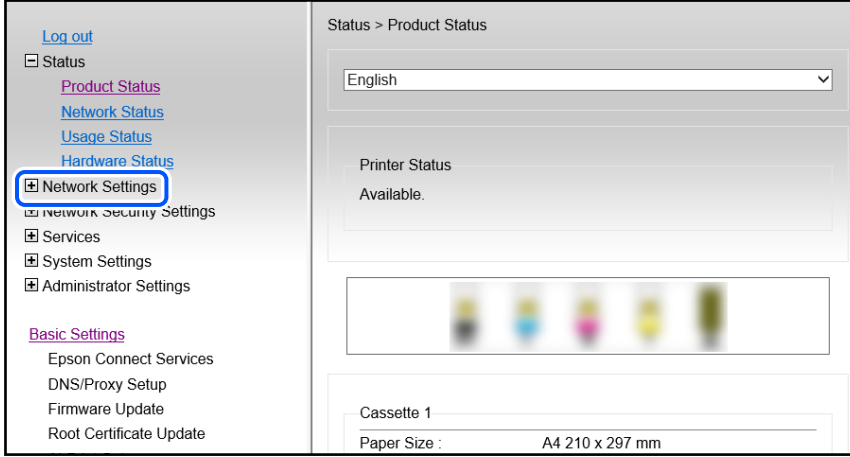 Log out
Status
Product Status
Network Status
Usage Status
Hardware Status
Network Settings
Network Security Settings
Services
System Settings
Administrator Settings
Basic Settings
Epson Connect Services
DNS/Proxy Setup
Firmware Update
Root Certificate Update
Status > Product Status
English
Printer Status
Available.
Cassette 1
Paper Size : A4 210 x 297 mm